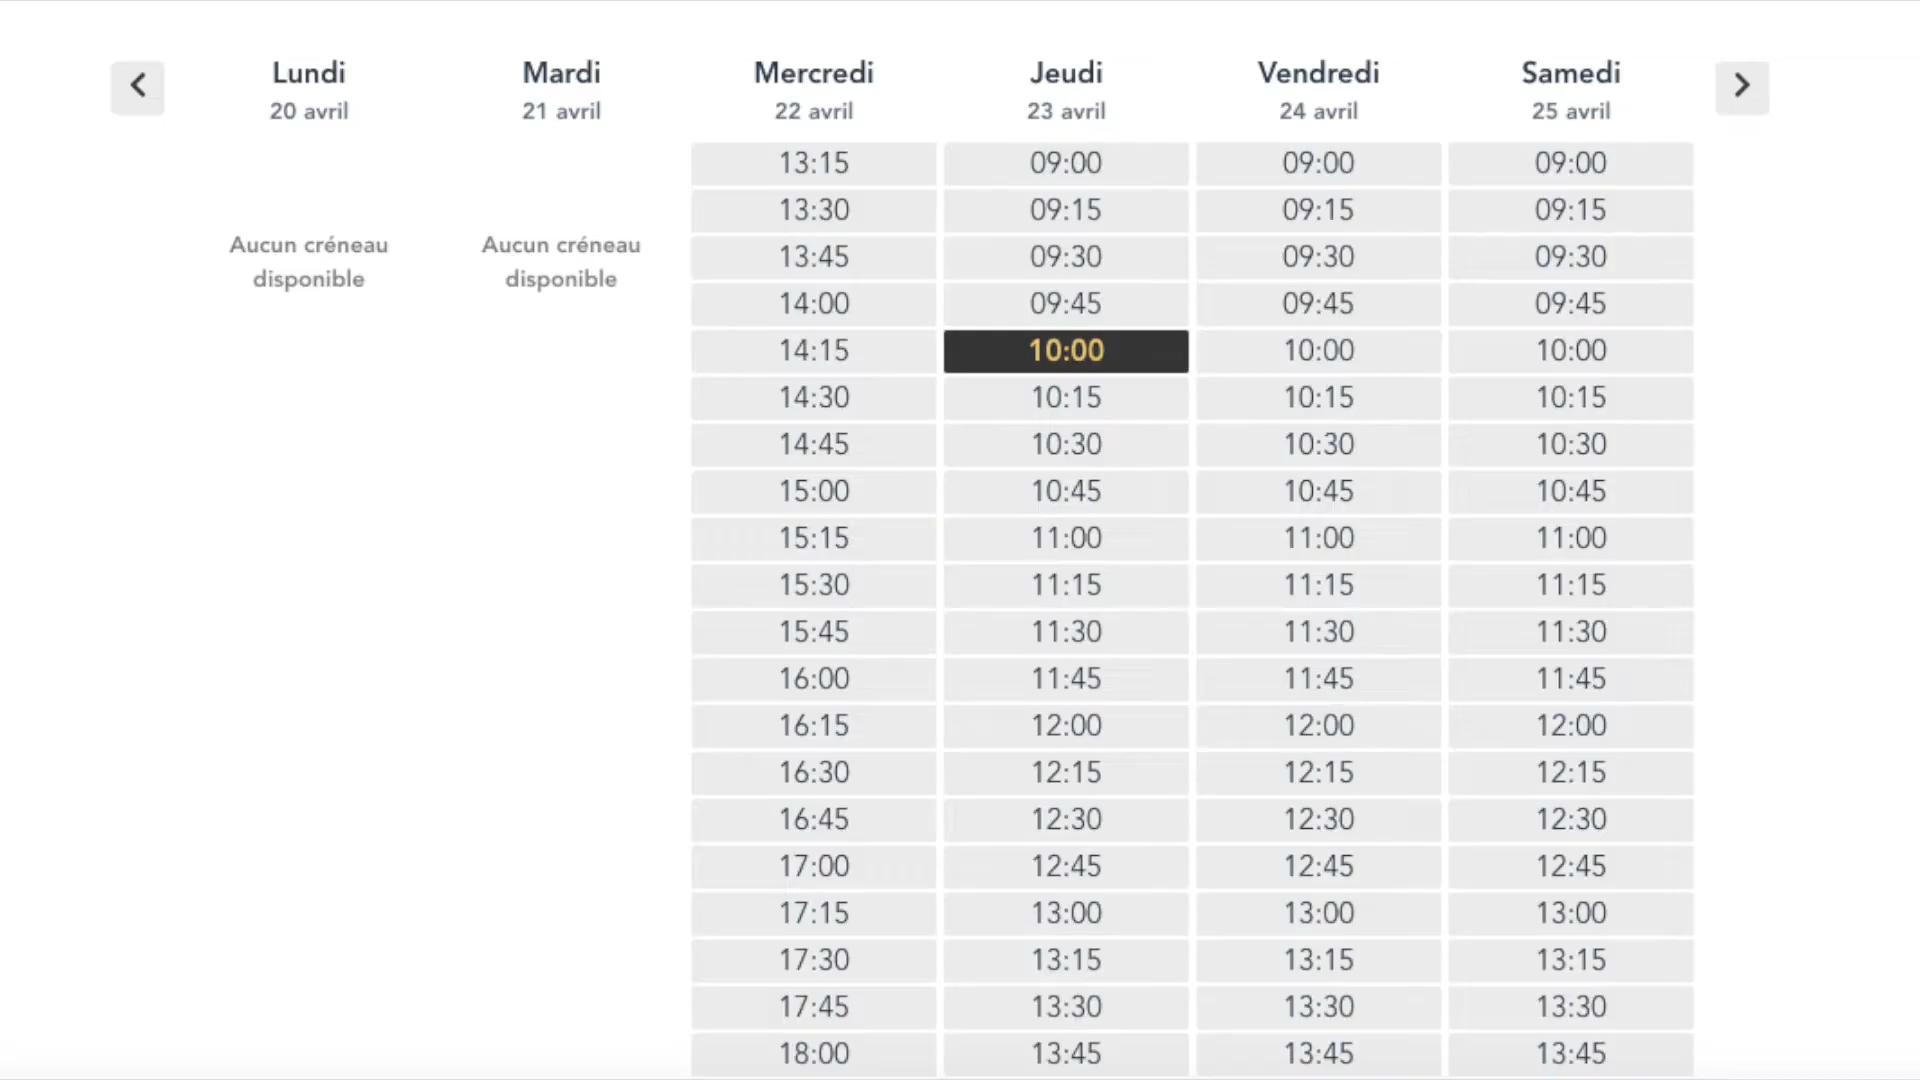 Lundi Mardi Mercredi Jeudi Vendredi Samedi
20 avril 21 avril 22 avril 23 avril 24 avril 25 avril
13:15 09:00 09:00 09:00
13:30 09:15 09:15 09:15
Aucun créneau Aucun créneau 13:45 09:30 09:30 09:30
disponible disponible
14:00 09:45 09:45 09:45
14:15 10:00 10:00 10:00
14:30 10:15 10:15 10:15
14:45 10:30 10:30 10:30
15:00 10:45 10:45 10:45
15:15 11:00 11:00 11:00
15:30 11:15 11:15 11:15
15:45 11:30 11:30 11:30
16:00 11:45 11:45 11:45
16:15 12:00 12:00 12:00
16:30 12:15 12:15 12:15
16:45 12:30 12:30 12:30
17:00 12:45 12:45 12:45
17:15 13:00 13:00 13:00
17:30 13:15 13:15 13:15
17:45 13:30 13:30 13:30
18:00 13:45 13:45 13:45